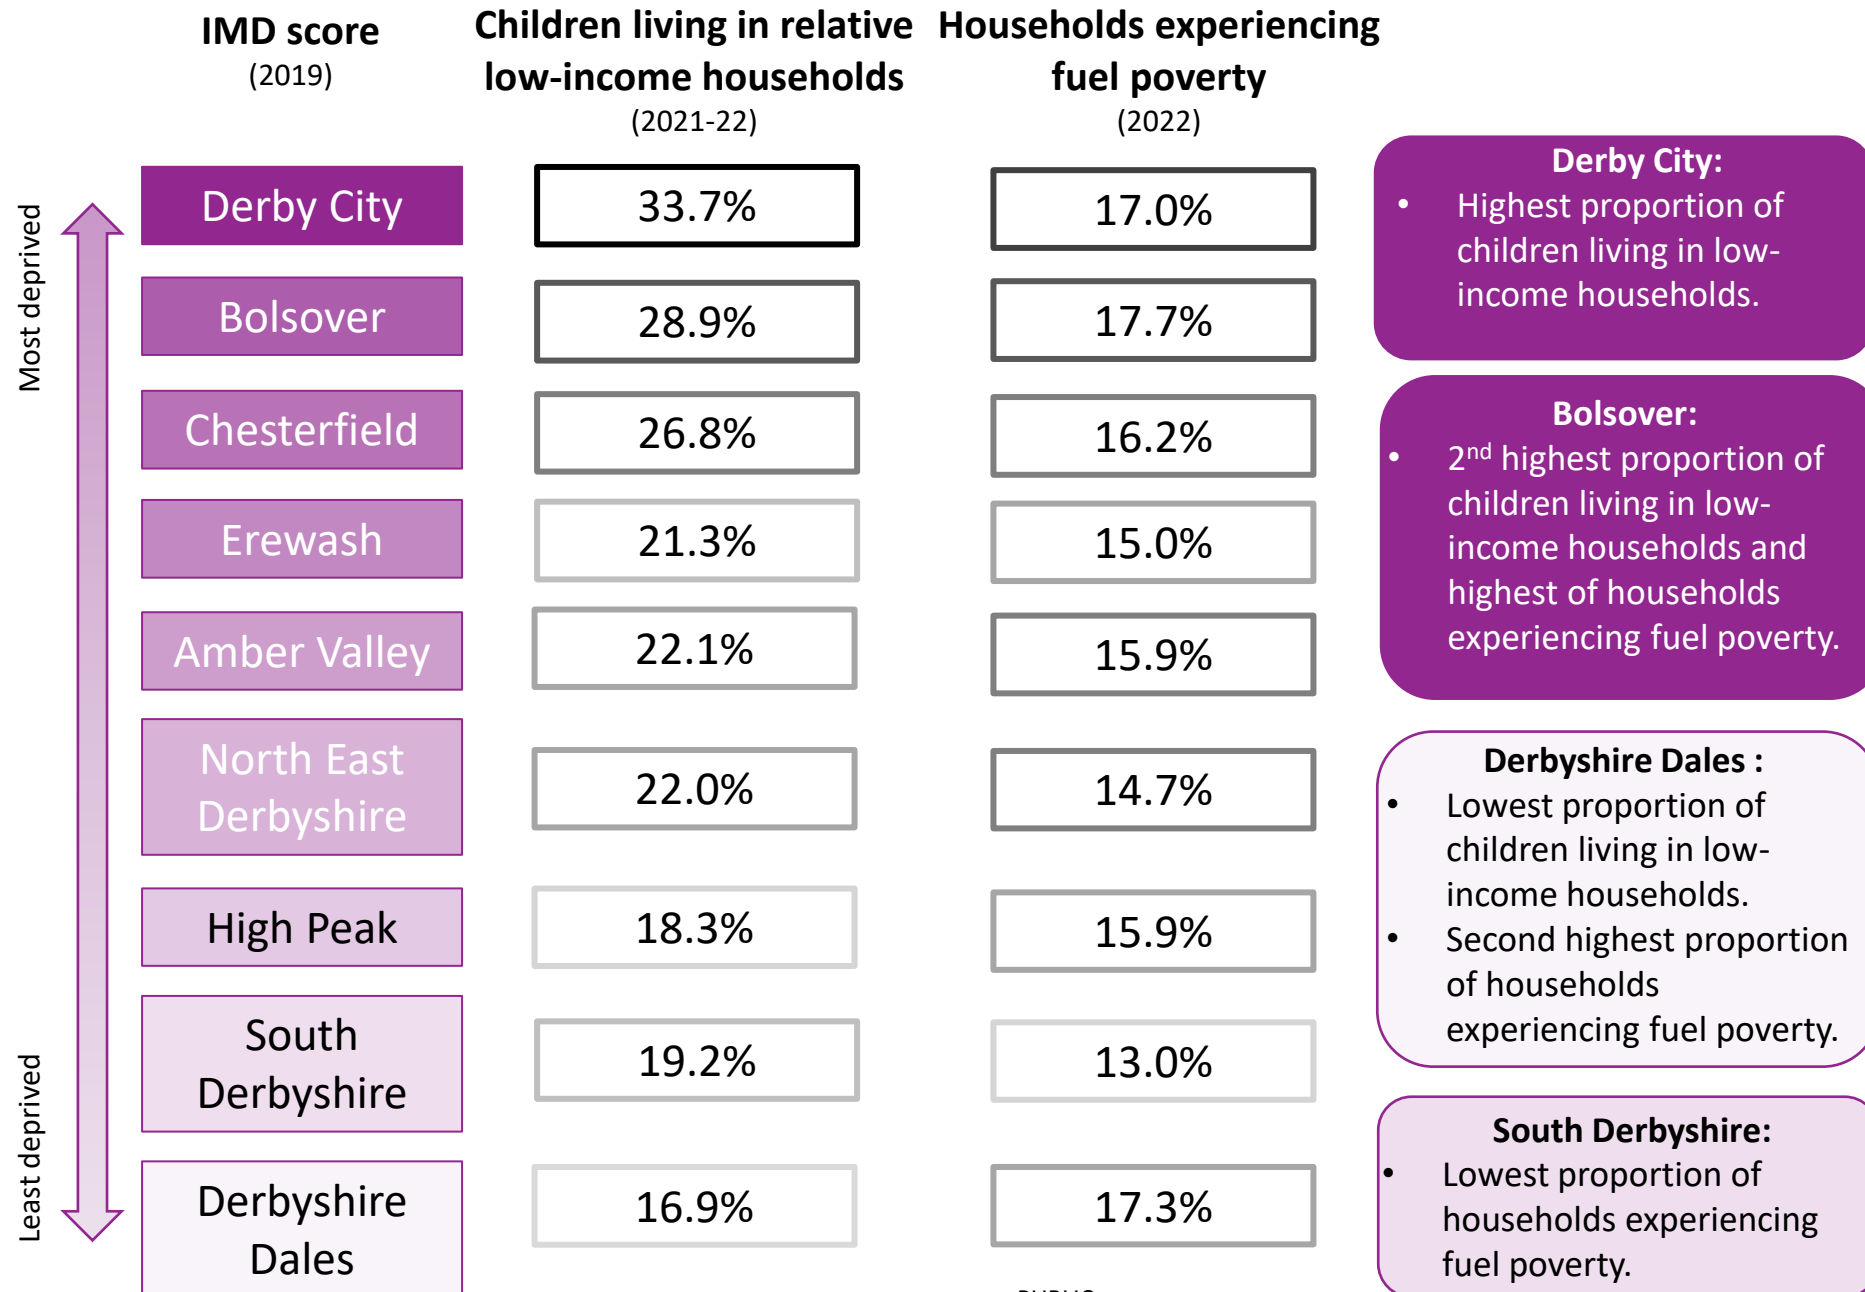 IMD score
(2019)
Children living in relative
low-income households
(2021-22)
Households experiencing
fuel poverty
(2022)
Most deprived
Least deprived
Derby City
33.7%
17.0%
Bolsover
28.9%
17.7%
Chesterfield
26.8%
16.2%
Erewash
21.3%
15.0%
Amber Valley
22.1%
15.9%
North East
Derbyshire
22.0%
14.7%
High Peak
18.3%
15.9%
South
Derbyshire
19.2%
13.0%
Derbyshire
Dales
16.9%
17.3%
Derby City:
• Highest proportion of
children living in low-
income households.
Bolsover:
• 2nd highest proportion of
children living in low-
income households and
highest of households
experiencing fuel poverty.
Derbyshire Dales :
• Lowest proportion of
children living in low-
income households.
• Second highest proportion
of households
experiencing fuel poverty.
South Derbyshire:
• Lowest proportion of
households experiencing
fuel poverty.